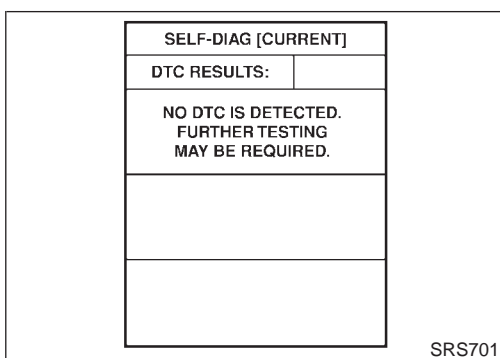 SELF-DIAG [CURRENT]
DTC RESULTS:
NO DTC IS DETECTED.
FURTHER TESTING
MAY BE REQUIRED.
SRS701